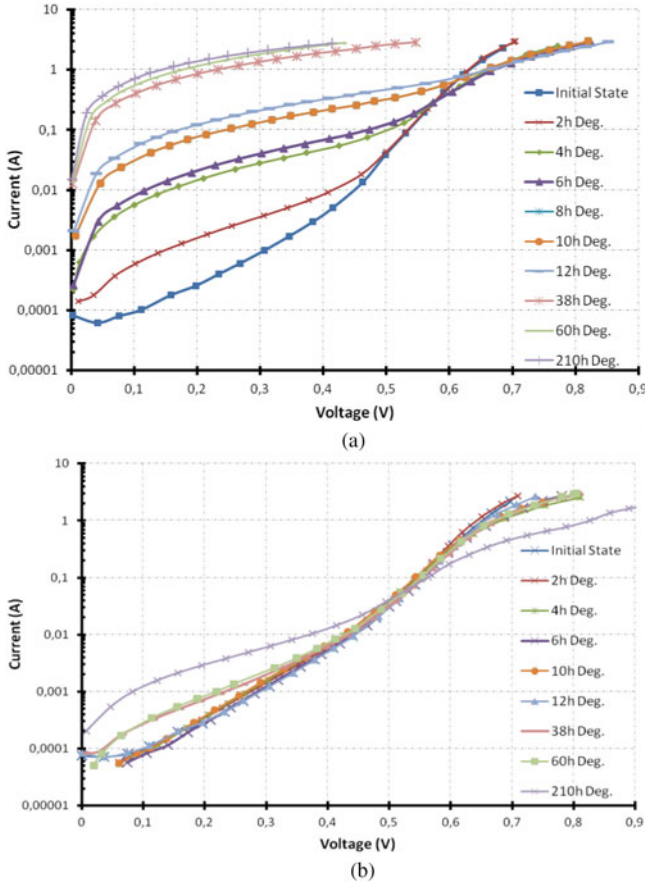 10
1
0,1
0,01
0,001
0,0001
0,00001
Current (A)
0
0,1
0,2
0,3
0,4
0,5
0,6
0,7
0,8
0,9
Voltage (V)
Initial State
2h Deg.
4h Deg.
6h Deg.
8h Deg.
10h Deg.
12h Deg.
38h Deg.
60h Deg.
210h Deg.
(a)
10
1
0,1
0,01
0,001
0,0001
0,00001
Current (A)
0
0,1
0,2
0,3
0,4
0,5
0,6
0,7
0,8
0,9
Voltage (V)
Initial State
2h Deg.
4h Deg.
6h Deg.
10h Deg.
12h Deg.
38h Deg.
60h Deg.
210h Deg.
(b)